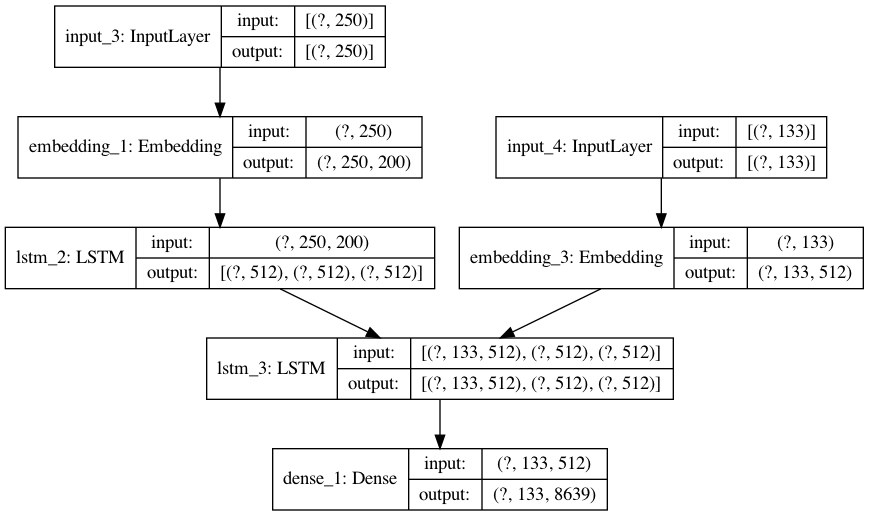 input_3: InputLayer
input: [(?, 250)]
output: [(?, 250)]
embedding_1: Embedding
input: (?, 250)
output: (?, 250, 200)
input_4: InputLayer
input: [(?, 133)]
output: [(?, 133)]
lstm_2: LSTM
input: (?, 250, 200)
output: [(?, 512), (?, 512), (?, 512)]
embedding_3: Embedding
input: (?, 133)
output: (?, 133, 512)
lstm_3: LSTM
input: [(?, 133, 512), (?, 512), (?, 512)]
output: [(?, 133, 512), (?, 512), (?, 512)]
dense_1: Dense
input: (?, 133, 512)
output: (?, 133, 8639)